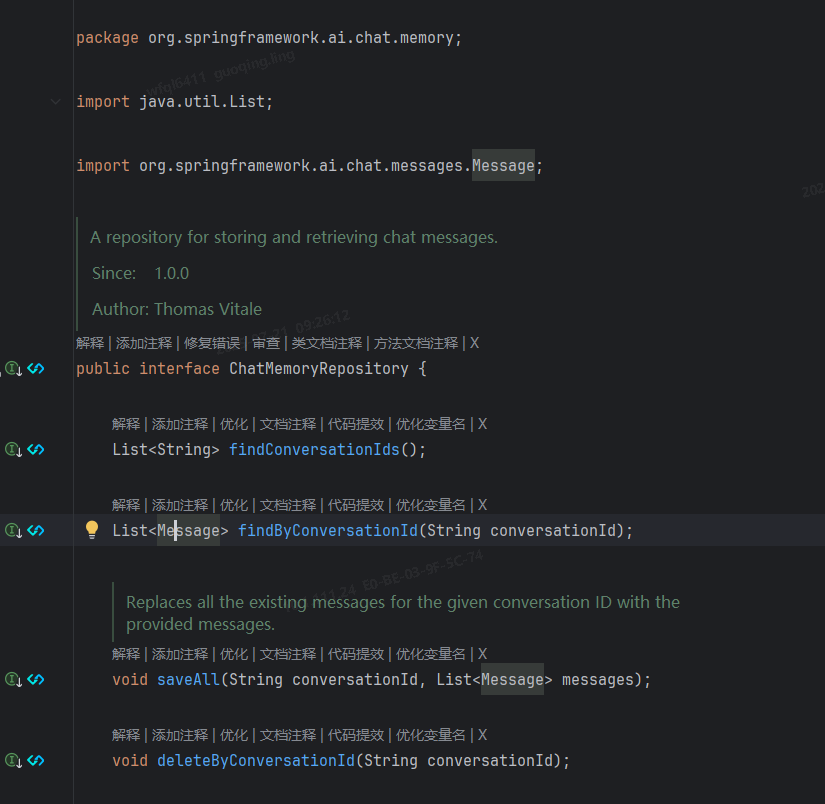 package org.springframework.ai.chat.memory;
import java.util.List;
import org.springframework.ai.chat.messages.Message;
A repository for storing and retrieving chat messages.
Since: 1.0.0
Author: Thomas Vitale
解释 | 添加注释 | 修复错误 | 审查 | 类文档注释 | 方法文档注释 | X
public interface ChatMemoryRepository {
解释 | 添加注释 | 优化 | 文档注释 | 代码提效 | 优化变量名 | X
List<String> findConversationIds();
解释 | 添加注释 | 优化 | 文档注释 | 代码提效 | 优化变量名 | X
List<Message> findByConversationId(String conversationId);
Replaces all the existing messages for the given conversation ID with the
provided messages.
解释 | 添加注释 | 优化 | 文档注释 | 代码提效 | 优化变量名 | X
void saveAll(String conversationId, List<Message> messages);
解释 | 添加注释 | 优化 | 文档注释 | 代码提效 | 优化变量名 | X
void deleteByConversationId(String conversationId);